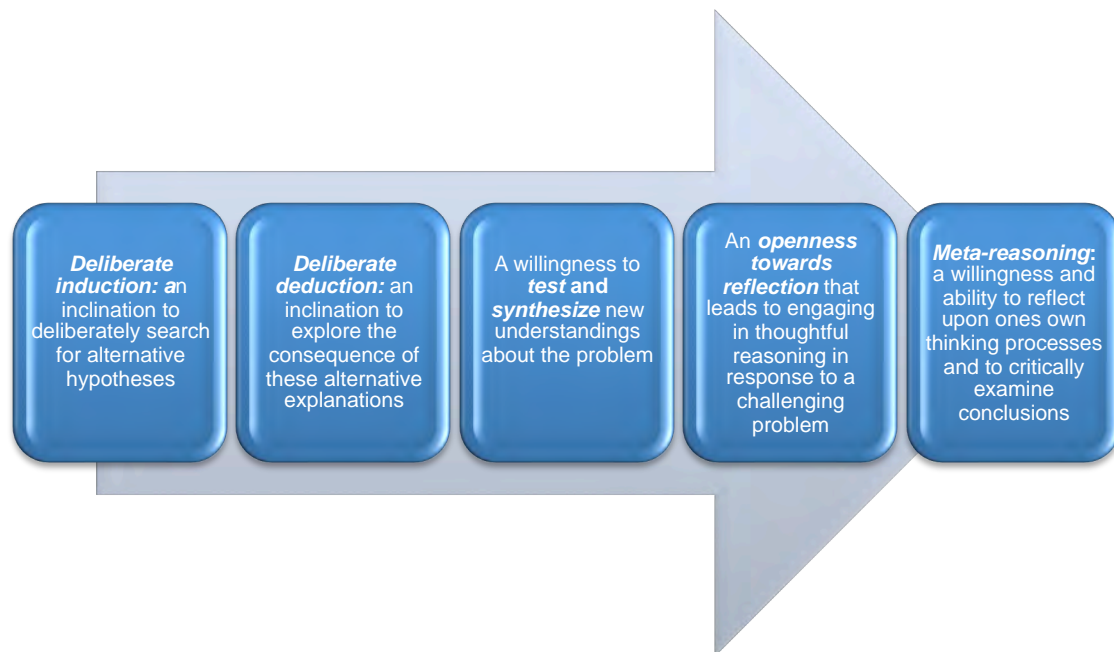 Deliberate
induction: an
inclination to
deliberately search
for alternative
hypotheses
Deliberate
deduction: an
inclination to
explore the
consequence of
these alternative
explanations
A willingness to
test and
synthesize new
understandings
about the problem
An openness
towards
reflection that
leads to engaging
in thoughtful
reasoning in
response to a
challenging
problem
Meta-reasoning:
a willingness and
ability to reflect
upon ones own
thinking processes
and to critically
examine
conclusions